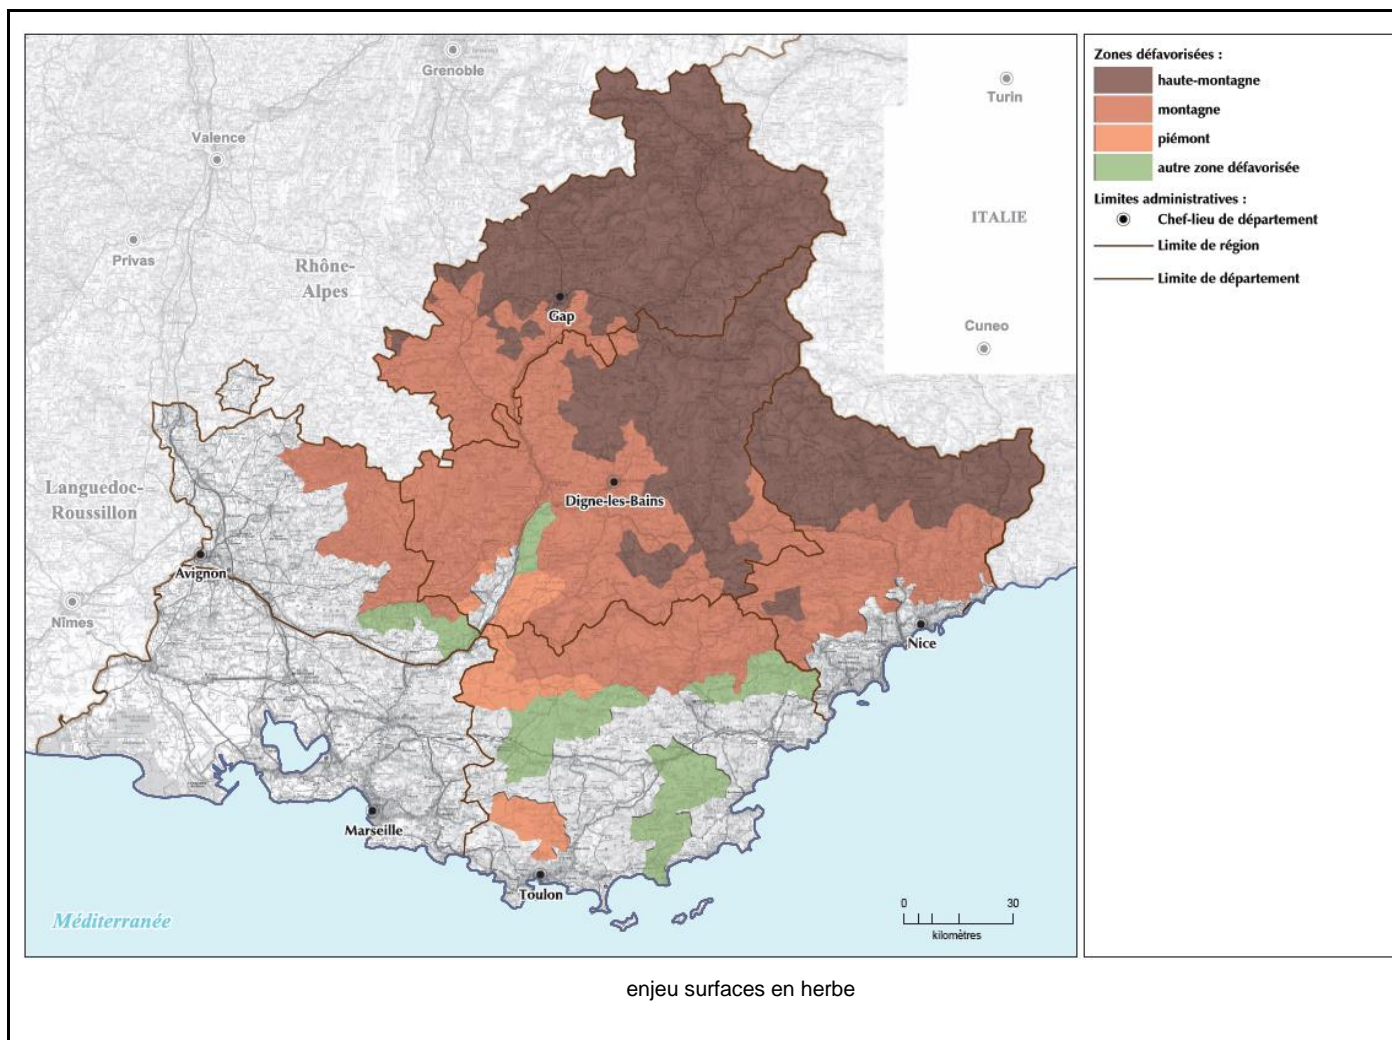 Grenoble
Turin
Valence
ITALIE
Privas
Rhône-
Alpes
Gap
Cuneo
Languedoc-
Roussillon
Digne-les-Bains
Avignon
Nîmes
Nice
Marseille
Toulon
Méditerranée
0 30
kilomètres
Zones défavorisées :
haute-montagne
montagne
piémont
autre zone défavorisée
Limites administratives :
Chef-lieu de département
Limite de région
Limite de département
enjeu surfaces en herbe